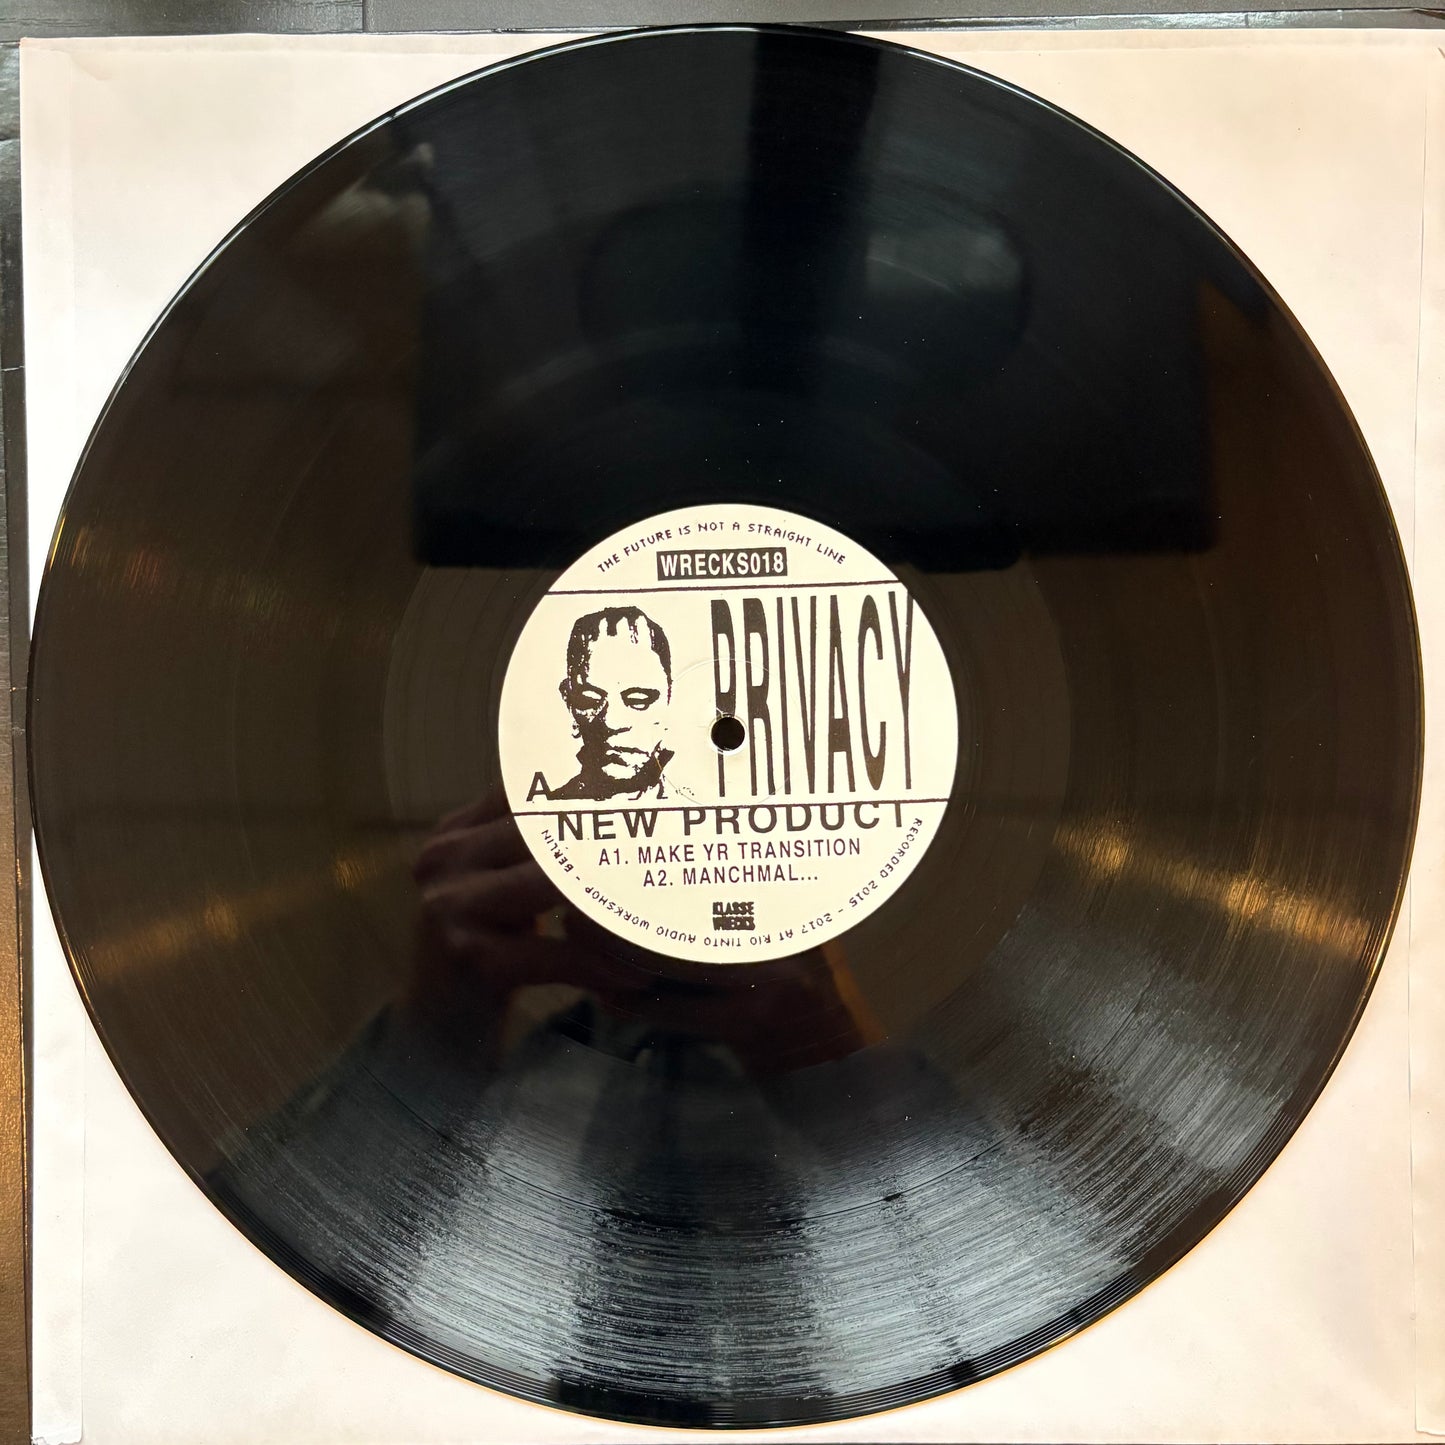 THE FUTURE IS NOT A STRAIGHT LINE
WRECKS018
PRIVACY
A
NEW PRODUCT
A1. MAKE YR TRANSITION
A2. MANCHMAL...
KLASSE
WRECKS
RECORDED 2015 - 2017 AT RIO TINTO AUDIO WORKSHOP - BERLIN